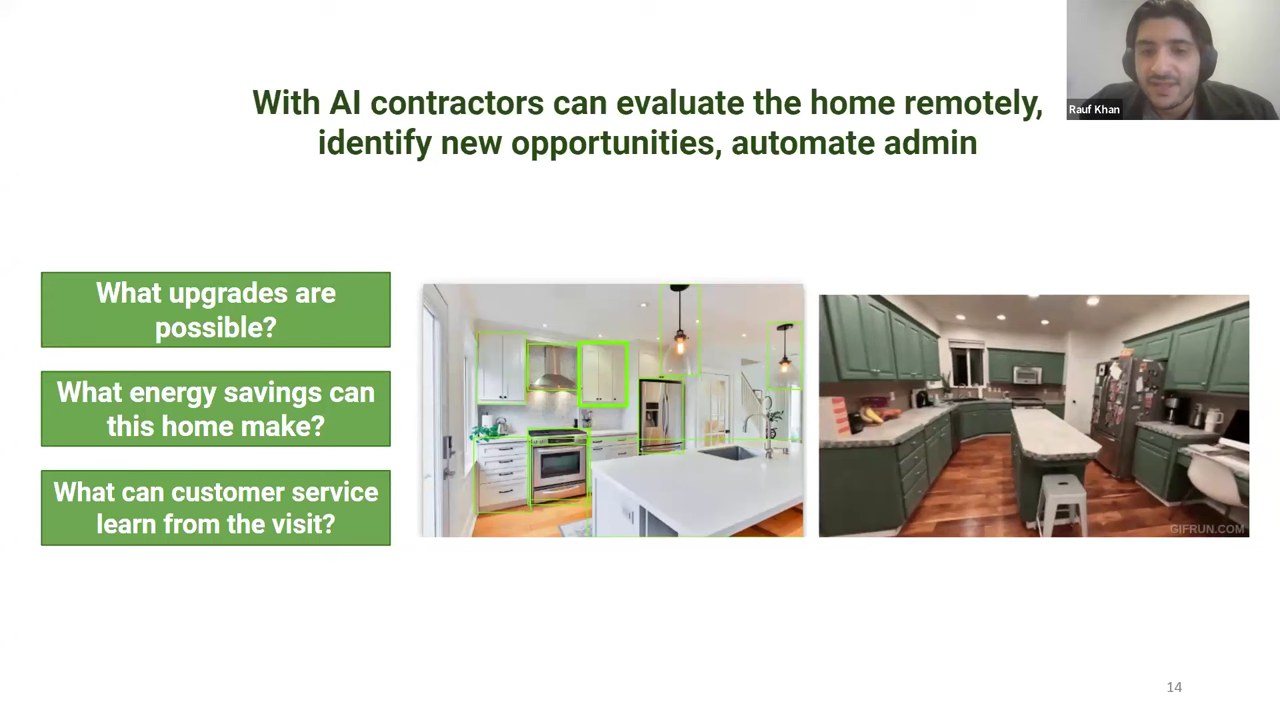 With AI contractors can evaluate the home remotely,
identify new opportunities, automate admin
Rauf Khan
What upgrades are
possible?
What energy savings can
this home make?
What can customer service
learn from the visit?
GIFRUN.COM
14